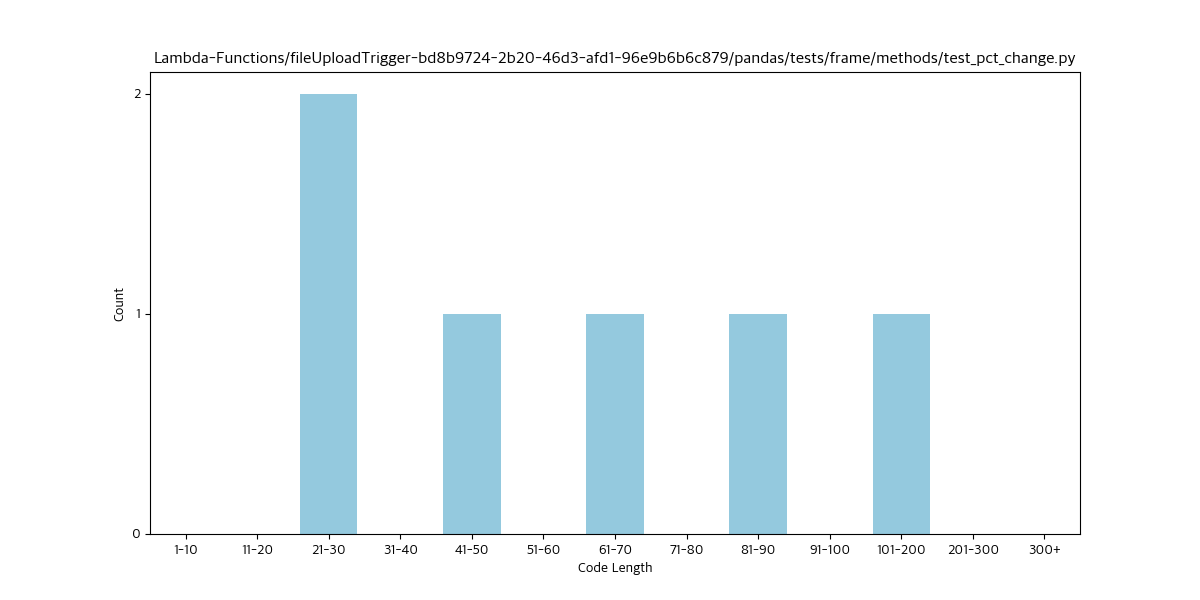 Lambda-Functions/fileUploadTrigger-bd8b9724-2b20-46d3-afd1-96e9b6b6c879/pandas/tests/frame/methods/test_pct_change.py
2
1
0
Count
1-10 11-20 21-30 31-40 41-50 51-60 61-70 71-80 81-90 91-100 101-200 201-300 300+
Code Length